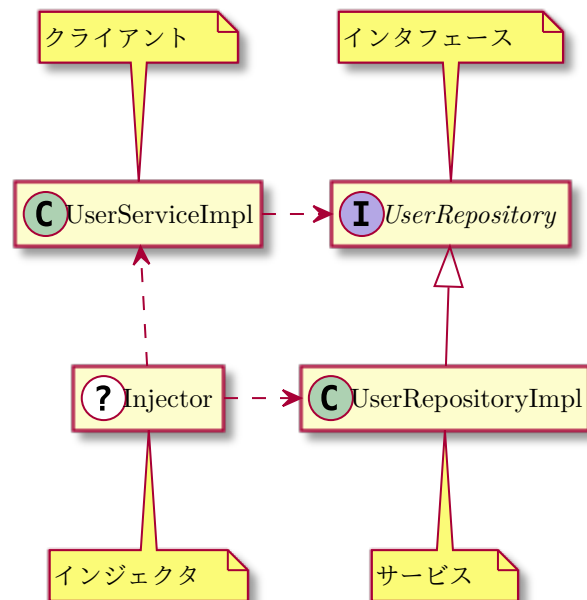 クライアント
インタフェース
C UserServiceImpl
I UserRepository
? Injector
C UserRepositoryImpl
インジェクタ
サービス